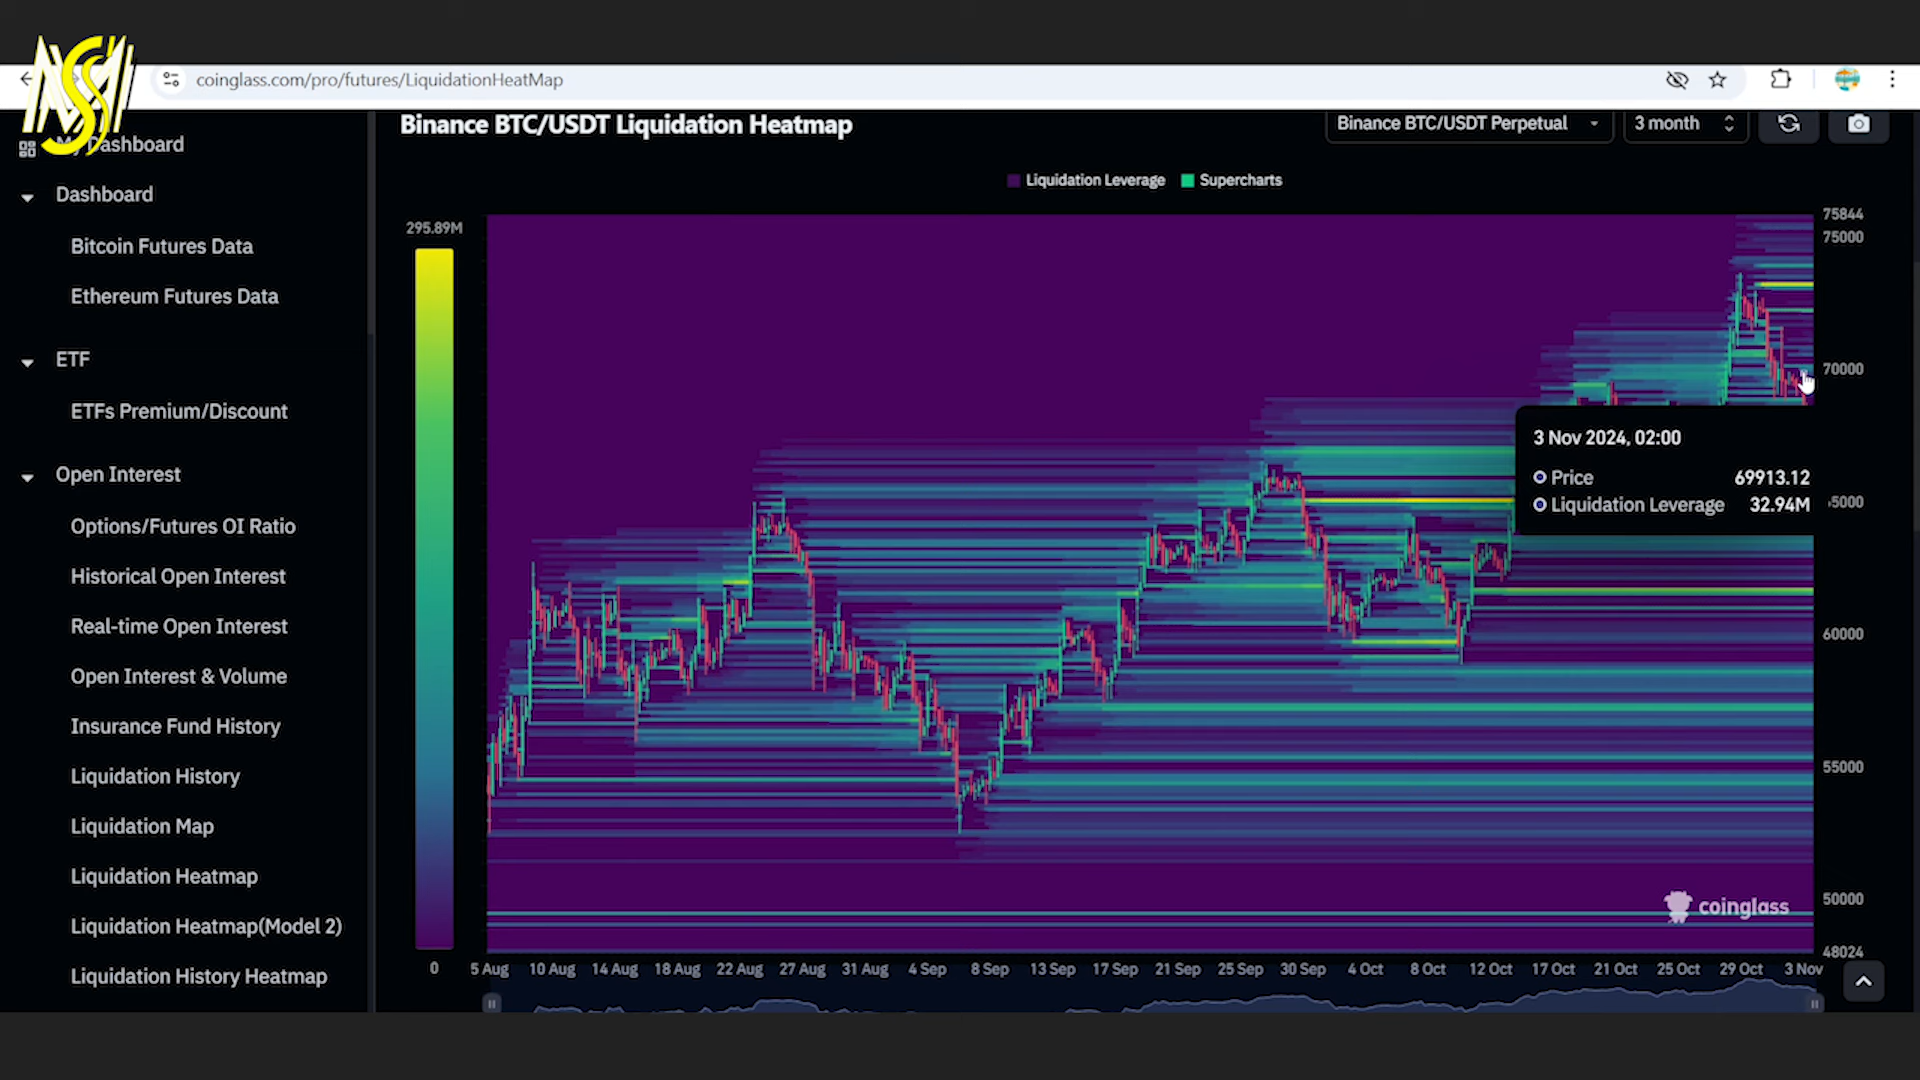 coinglass.com/pro/futures/LiquidationHeatMap
Binance BTC/USDT Liquidation Heatmap
Binance BTC/USDT Perpetual
3 month
My Dashboard
Dashboard
Bitcoin Futures Data
Ethereum Futures Data
ETF
ETFs Premium/Discount
Open Interest
Options/Futures OI Ratio
Historical Open Interest
Real-time Open Interest
Open Interest & Volume
Insurance Fund History
Liquidation History
Liquidation Map
Liquidation Heatmap
Liquidation Heatmap(Model 2)
Liquidation History Heatmap
Liquidation Leverage
Supercharts
295.89M
0
75844
75000
70000
3 Nov 2024, 02:00
Price 69913.12
Liquidation Leverage 32.94M
5000
60000
55000
50000
48024
coinglass
5 Aug 10 Aug 14 Aug 18 Aug 22 Aug 27 Aug 31 Aug 4 Sep 8 Sep 13 Sep 17 Sep 21 Sep 25 Sep 30 Sep 4 Oct 8 Oct 12 Oct 17 Oct 21 Oct 25 Oct 29 Oct 3 Nov